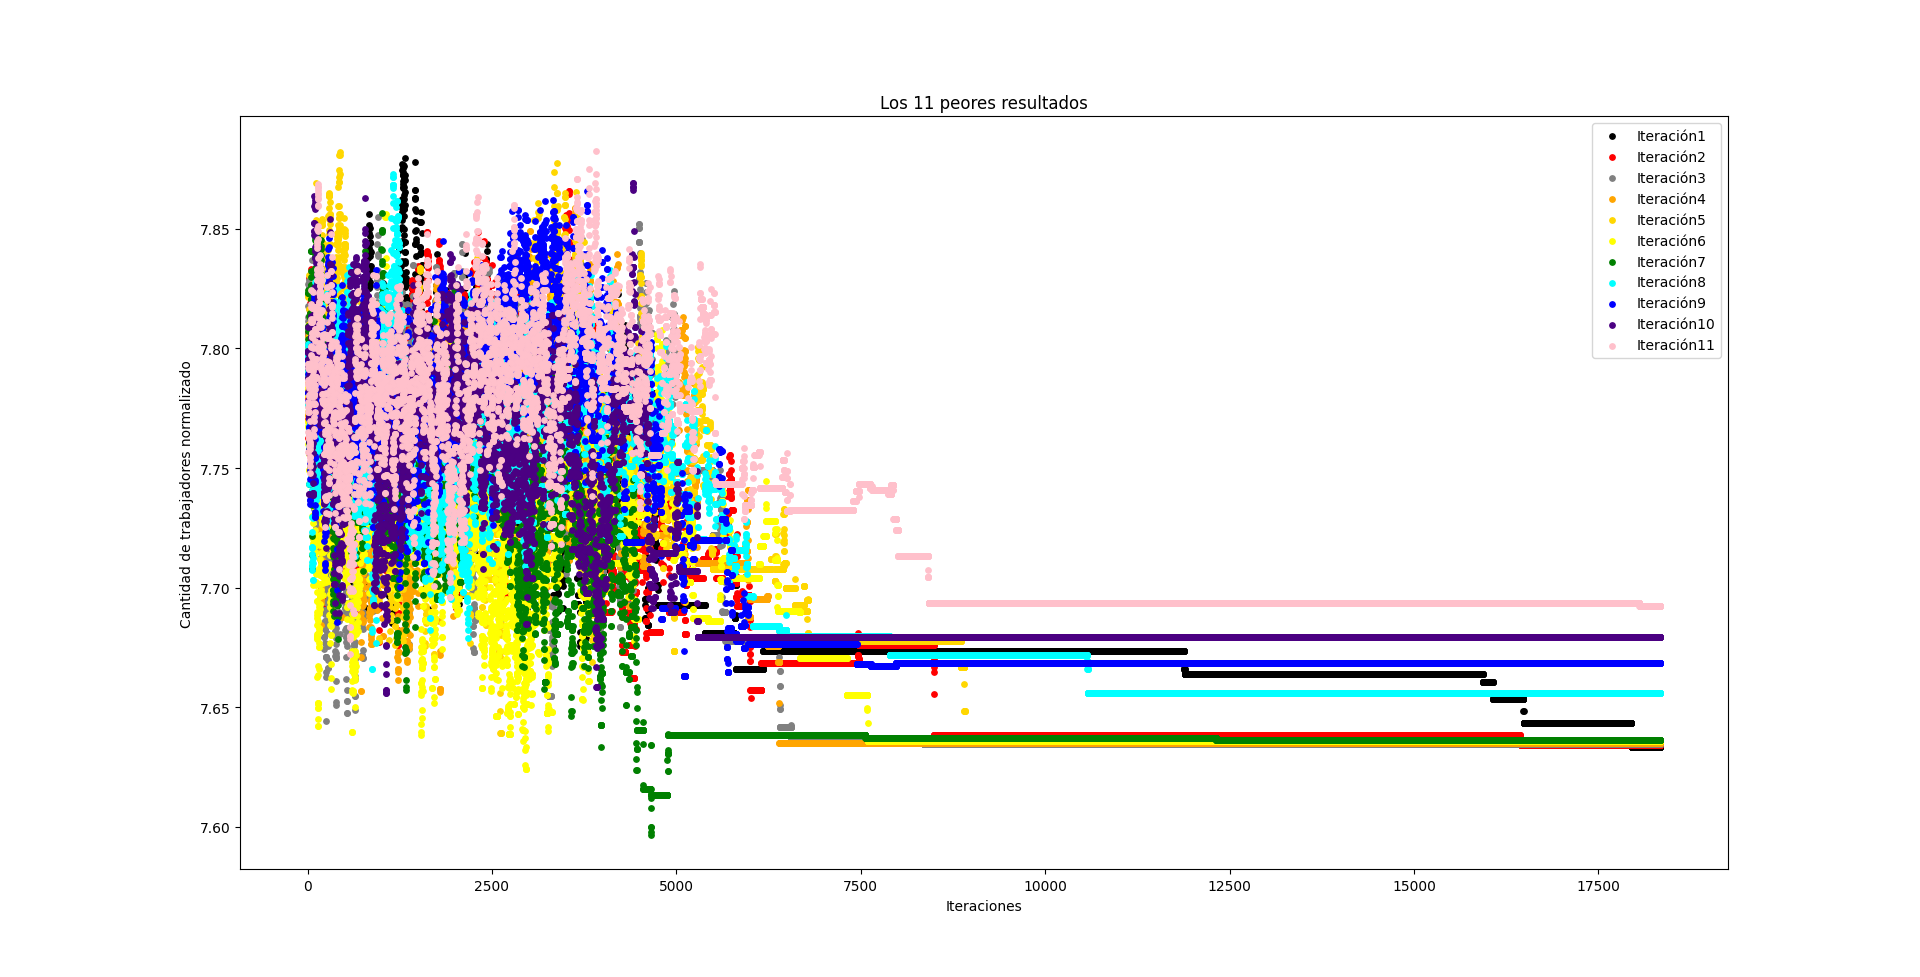 Los 11 peores resultados
Cantidad de trabajadores normalizado
7.85
7.80
7.75
7.70
7.65
7.60
0
2500
5000
7500
10000
12500
15000
17500
Iteraciones
Iteración1
Iteración2
Iteración3
Iteración4
Iteración5
Iteración6
Iteración7
Iteración8
Iteración9
Iteración10
Iteración11